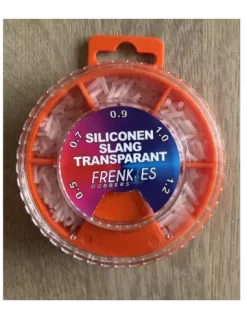 0.9
0.7
1.0
SILICONEN
SLANG
TRANSPARANT
0.5
1.2
FRENKIES
DOBBERS